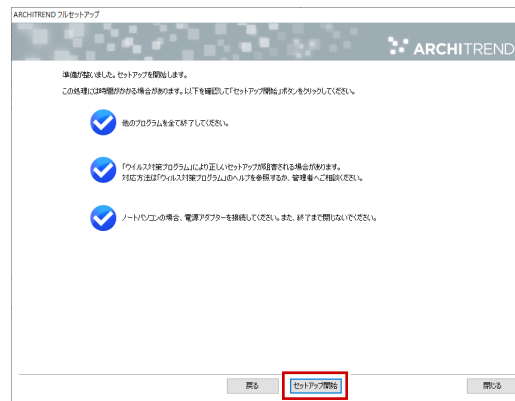 ARCHITREND フルセットアップ
ARCHITREND
準備が整いました。セットアップを開始します。
この処理には時間がかかる場合があります。以下を確認して「セットアップ開始」ボタンをクリックしてください。
他のプログラムを全て終了してください。
「ウイルス対策プログラム」により正しいセットアップが阻害される場合があります。
対応方法は「ウィルス対策プログラム」のヘルプを参照するか、管理者へご相談ください。
ノートパソコンの場合、電源アダプターを接続してください。また、終了まで閉じないでください。
戻る
セットアップ開始
閉じる